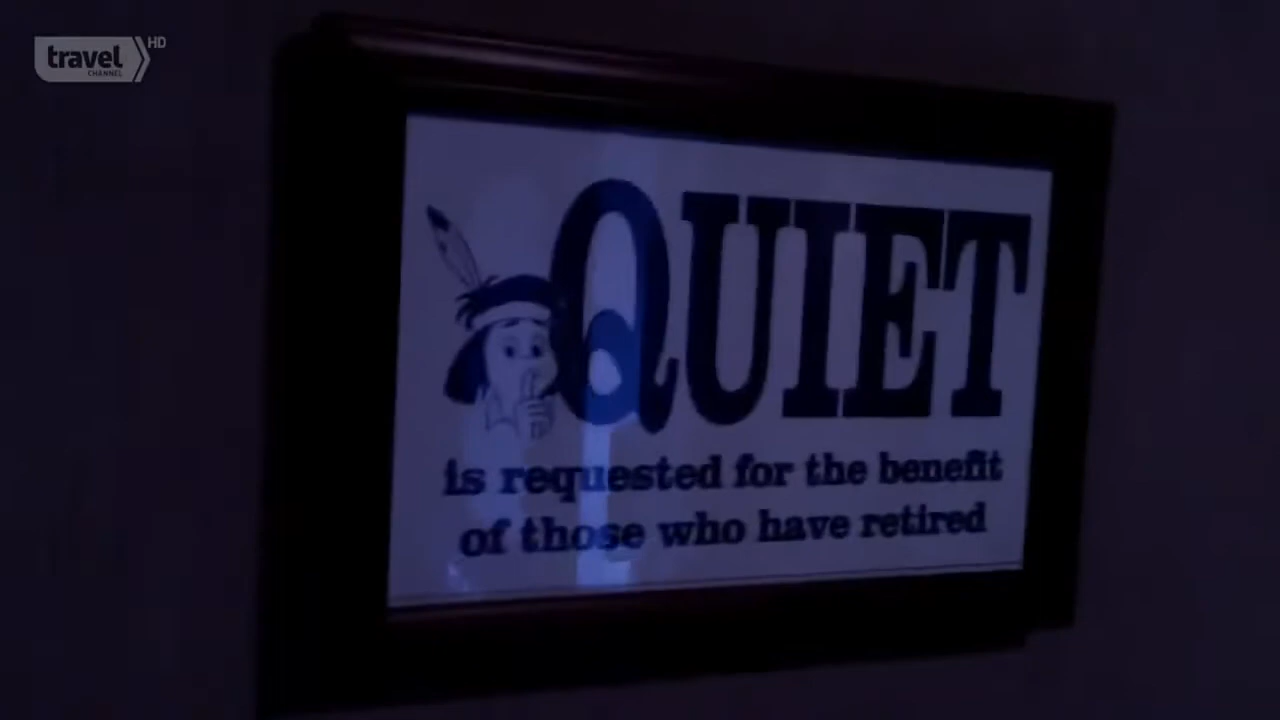 travel HD
CHANNEL
QUIET
is requested for the benefit
of those who have retired